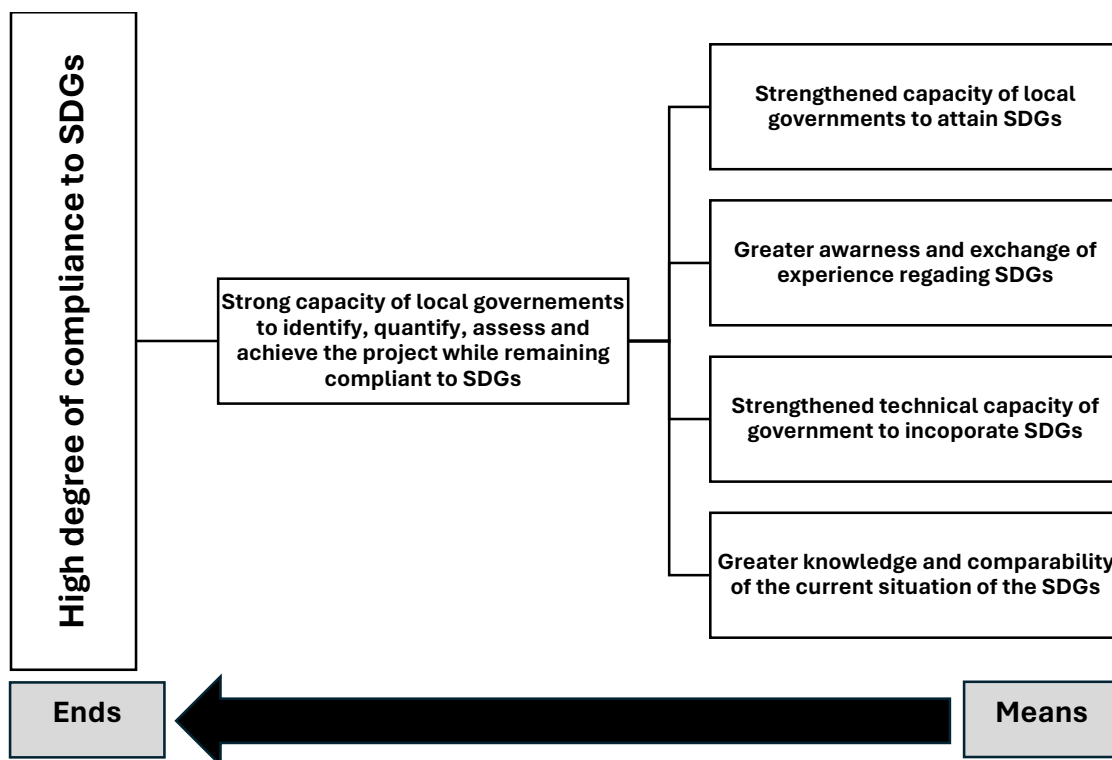 High degree of compliance to SDGs
Strong capacity of local governements
to identify, quantify, assess and
achieve the project while remaining
compliant to SDGs
Strengthened capacity of local
governments to attain SDGs
Greater awarness and exchange of
experience regading SDGs
Strengthened technical capacity of
government to incoporate SDGs
Greater knowledge and comparability
of the current situation of the SDGs
Ends
Means